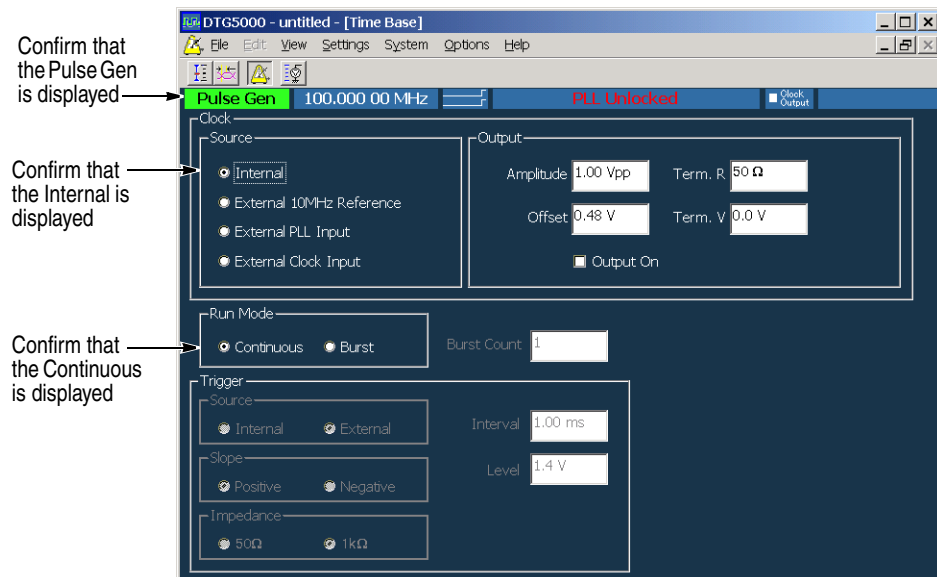 DTG5000 - untitled - [Time Base]
File Edit View Settings System Options Help
Confirm that
the Pulse Gen
is displayed
Pulse Gen 100.000 00 MHz PLL Unlocked Clock Output
Clock
Source
Output
Confirm that
the Internal is
displayed
Internal
External 10MHz Reference
External PLL Input
External Clock Input
Amplitude 1.00 Vpp Term. R 50 Ω
Offset 0.48 V Term. V 0.0 V
Output On
Confirm that
the Continuous
is displayed
Run Mode
Continuous Burst
Burst Count 1
Trigger
Source
Internal External
Interval 1.00 ms
Slope
Positive Negative
Level 1.4 V
Impedance
50Ω 1kΩ